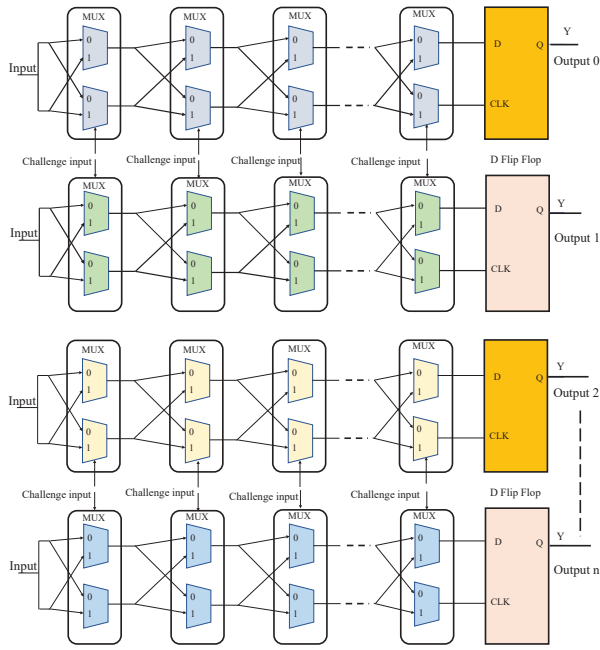 MUX MUX MUX MUX
0 0 0 0 D Q Y
1 1 1 1
Input Output 0
0 0 0 0 CLK
1 1 1 1
Challenge input Challenge input Challenge input Challenge input D Flip Flop
MUX MUX MUX MUX
0 0 0 0 D Q Y
1 1 1 1
Input Output 1
0 0 0 0 CLK
1 1 1 1
MUX MUX MUX MUX
0 0 0 0 D Q Y
1 1 1 1
Input Output 2
0 0 0 0 CLK
1 1 1 1
Challenge input Challenge input Challenge input Challenge input D Flip Flop
MUX MUX MUX MUX
0 0 0 0 D Q Y
1 1 1 1
Input Output n
0 0 0 0 CLK
1 1 1 1